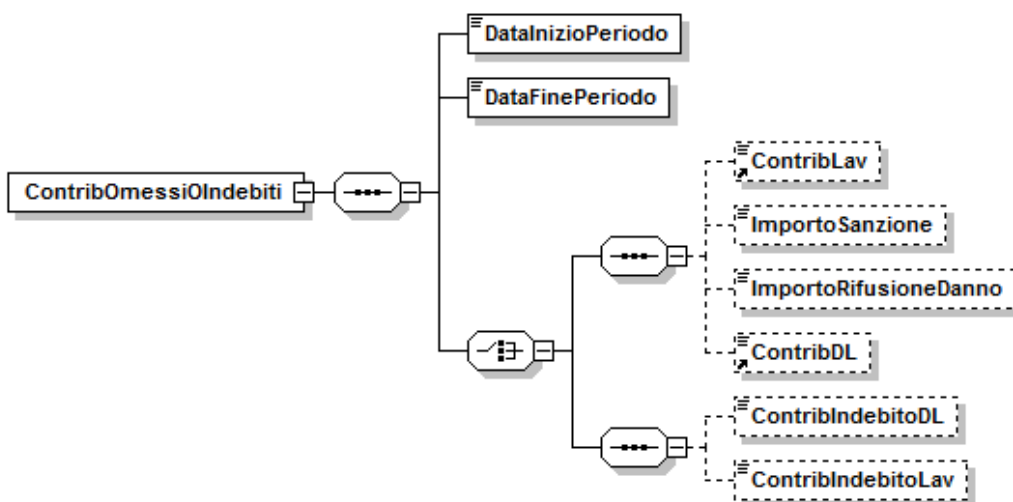 DataInizioPeriodo
DataFinePeriodo
ContribOmessiOIndebiti
ContribLav
ImportoSanzione
ImportoRifusioneDanno
ContribDL
ContribIndebitoDL
ContribIndebitoLav